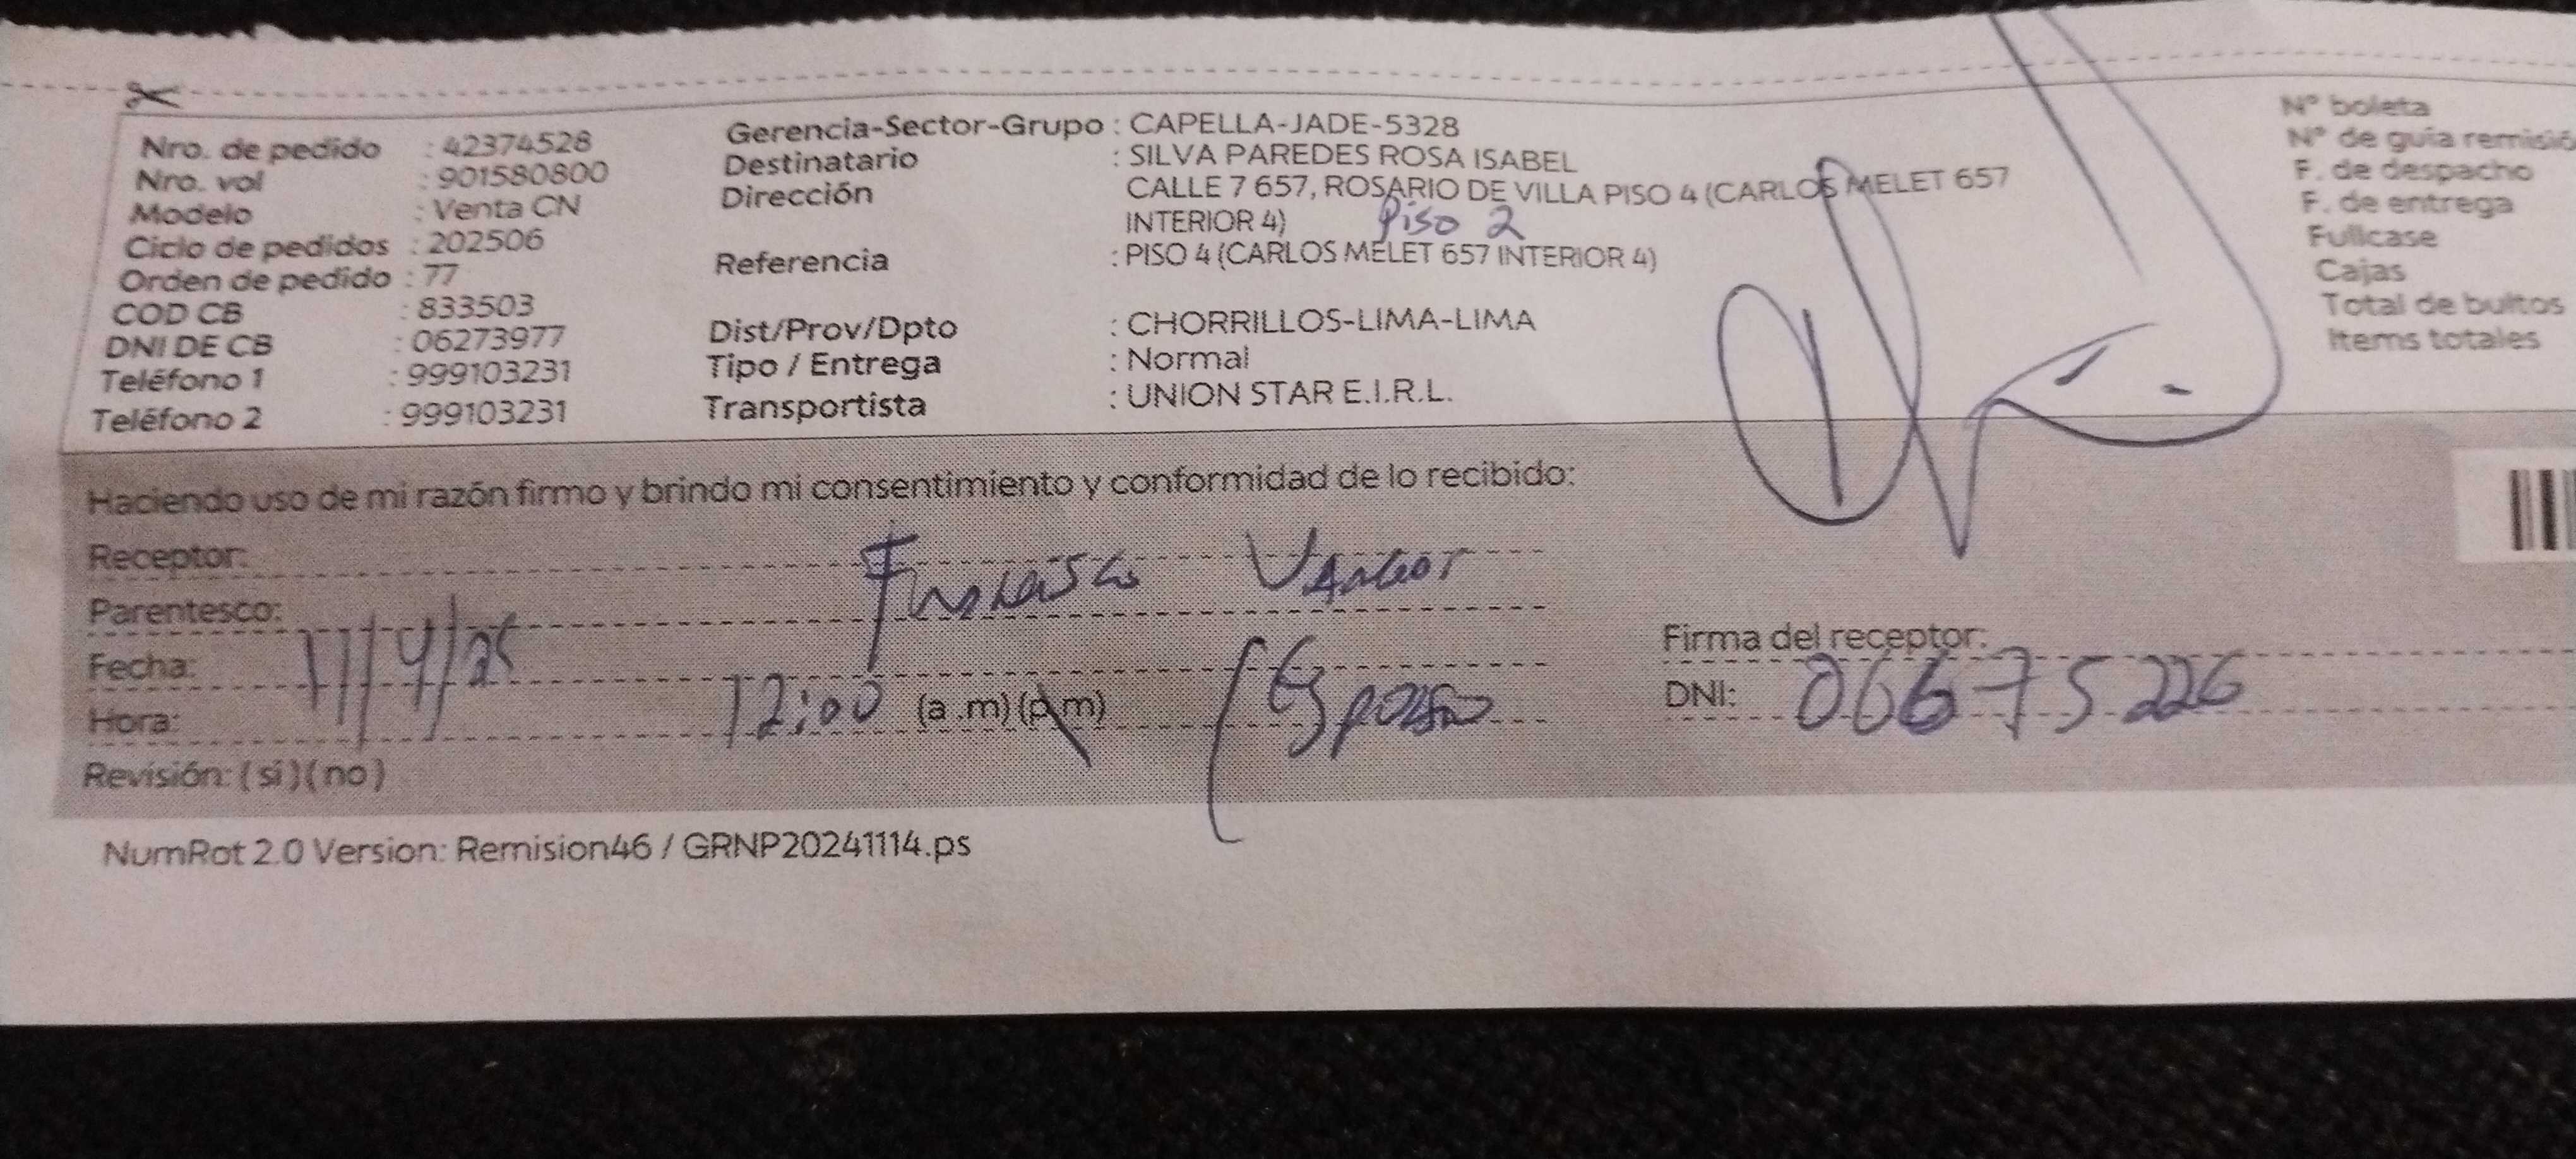 Nro. de pedido : 42374528
Nro. vol : 901580800
Modelo : Venta CN
Ciclo de pedidos : 202506
Orden de pedido : 77
COD CB : 833503
DNI DE CB : 06273977
Teléfono 1 : 999103231
Teléfono 2 : 999103231
Gerencia-Sector-Grupo : CAPELLA-JADE-5328
Destinatario : SILVA PAREDES ROSA ISABEL
Dirección CALLE 7 657, ROSARIO DE VILLA PISO 4 (CARLOS MELET 657
INTERIOR 4) Piso 2
Referencia : PISO 4 (CARLOS MELET 657 INTERIOR 4)
Dist/Prov/Dpto : CHORRILLOS-LIMA-LIMA
Tipo / Entrega : Normal
Transportista : UNION STAR E.I.R.L.
N° boleta
N° de guía remisió
F. de despacho
F. de entrega
Fullcase
Cajas
Total de bultos
Items totales
Haciendo uso de mi razón firmo y brindo mi consentimiento y conformidad de lo recibido:
Receptor:
Parentesco:
Fecha: 11/4/25
Hora: 12:00 (a .m) (p.m)
Revisión: ( si ) ( no )
Firma del receptor:
DNI: 06675226
NumRot 2.0 Version: Remision46 / GRNP20241114.ps